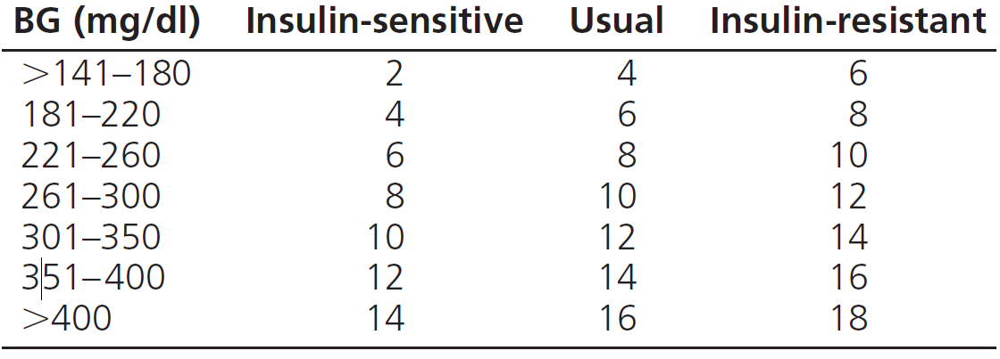 BG (mg/dl) Insulin-sensitive Usual Insulin-resistant
>141–180 2 4 6
181–220 4 6 8
221–260 6 8 10
261–300 8 10 12
301–350 10 12 14
351–400 12 14 16
>400 14 16 18